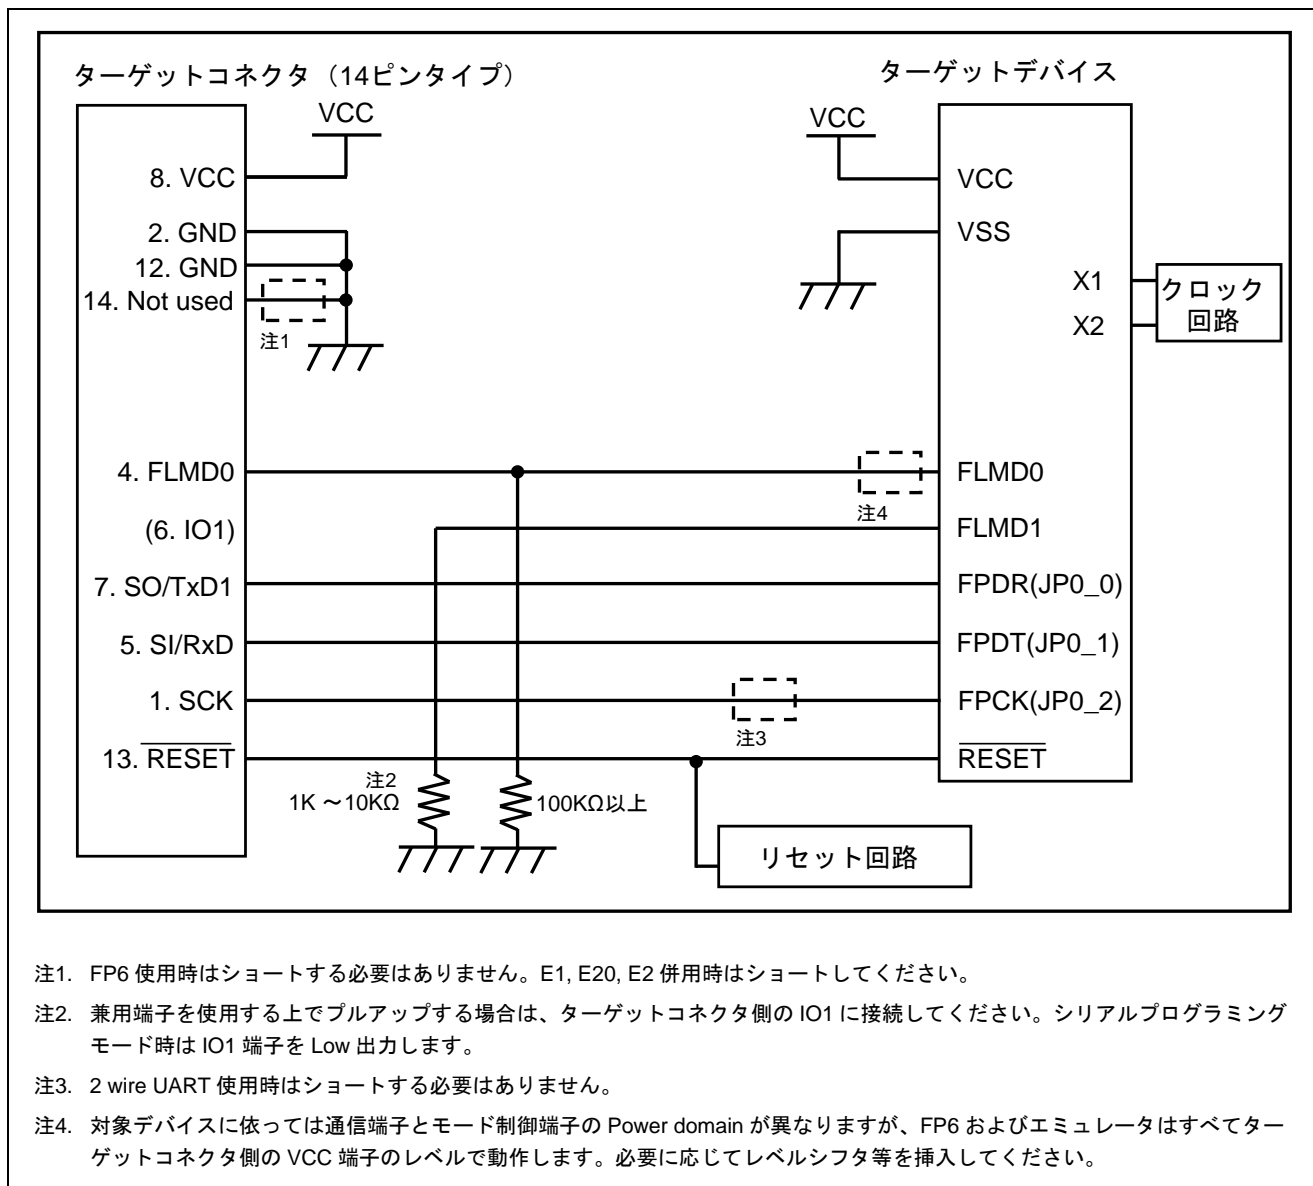 ターゲットコネクタ（14ピンタイプ）
ターゲットデバイス
VCC
VCC
8. VCC
VCC
2. GND
VSS
12. GND
14. Not used
注1
X1
X2
クロック
回路
4. FLMD0
FLMD0
注4
(6. IO1)
FLMD1
7. SO/TxD1
FPDR(JP0_0)
5. SI/RxD
FPDT(JP0_1)
1. SCK
FPCK(JP0_2)
注3
13. RESET
RESET
注2
1K ～10KΩ
100KΩ以上
リセット回路
注1. FP6 使用時はショートする必要はありません。E1, E20, E2 併用時はショートしてください。
注2. 兼用端子を使用する上でプルアップする場合は、ターゲットコネクタ側の IO1 に接続してください。シリアルプログラミング
モード時は IO1 端子を Low 出力します。
注3. 2 wire UART 使用時はショートする必要はありません。
注4. 対象デバイスに依っては通信端子とモード制御端子の Power domain が異なりますが、FP6 およびエミュレータはすべてター
ゲットコネクタ側の VCC 端子のレベルで動作します。必要に応じてレベルシフタ等を挿入してください。